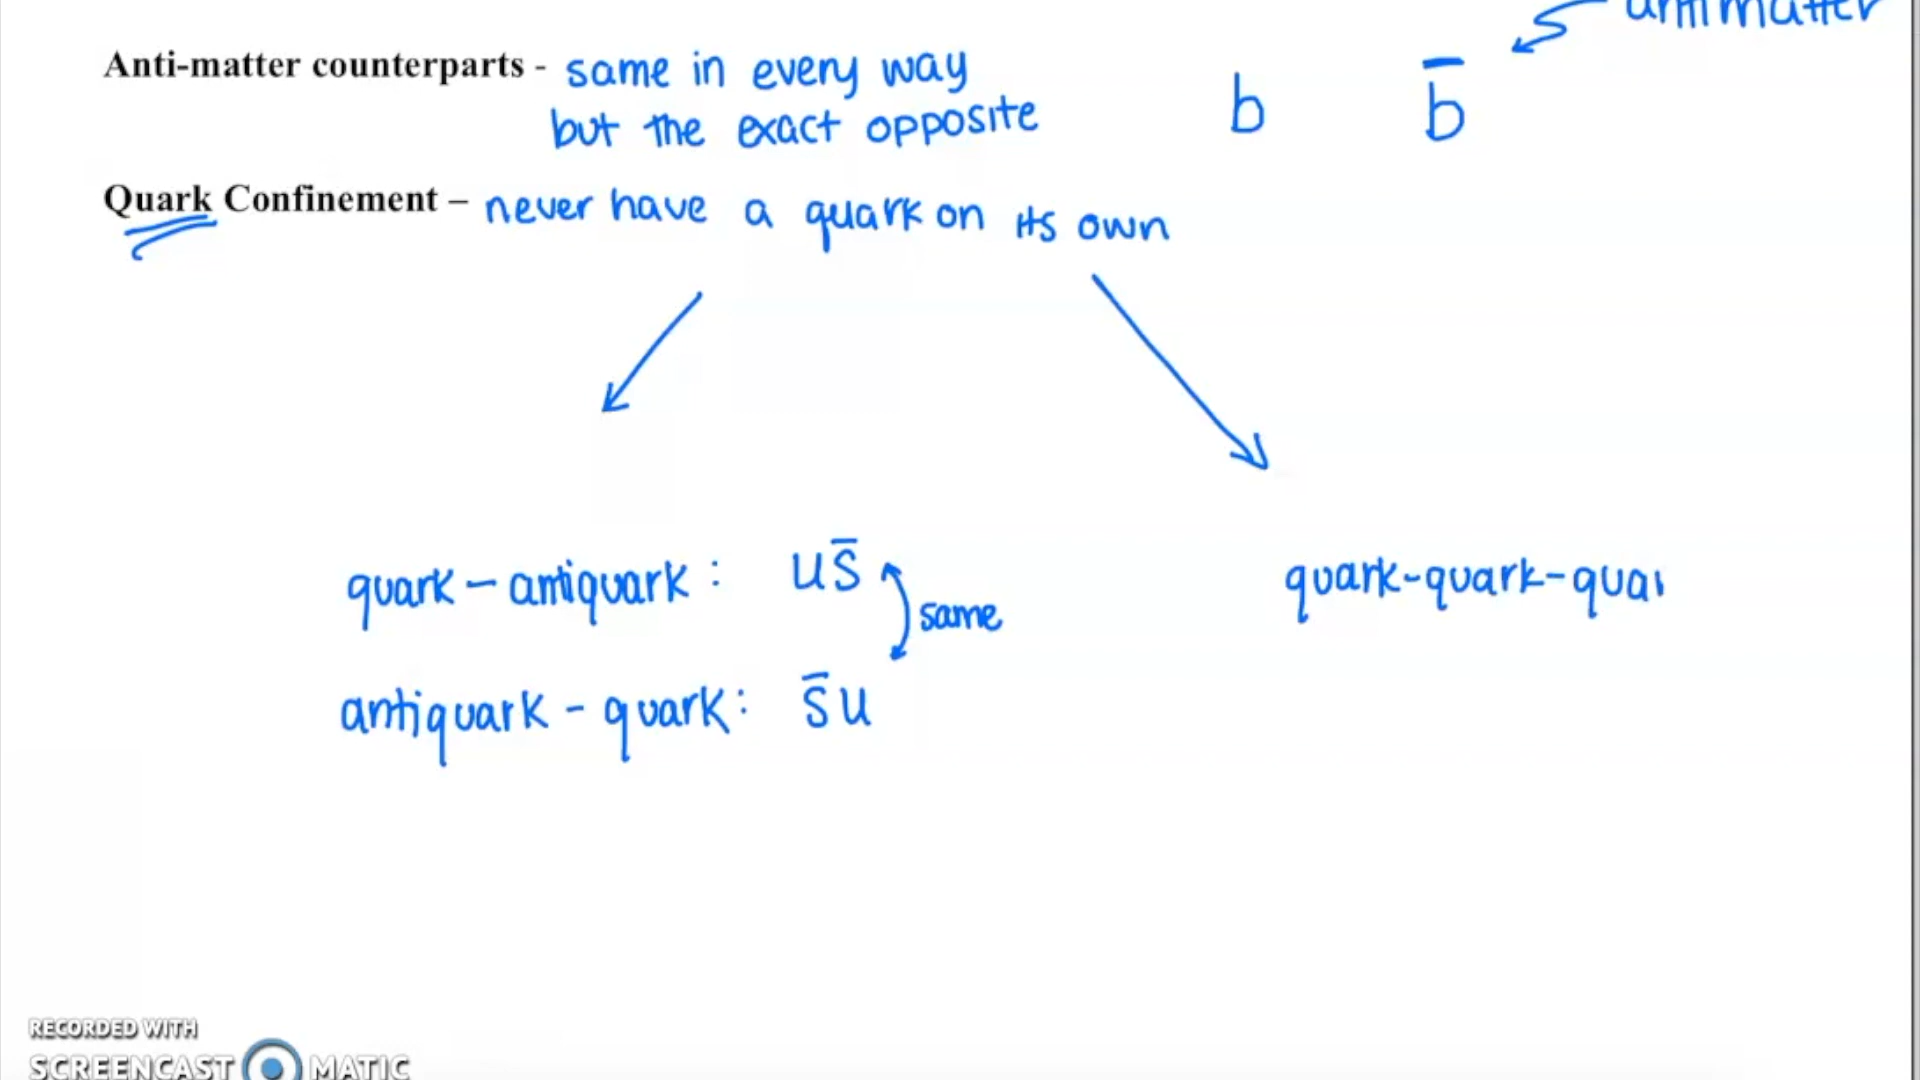 antimatter
Anti-matter counterparts - same in every way
but the exact opposite
b b̅
Quark Confinement – never have a quark on its own
quark - antiquark : us̅
same
quark-quark-qua
antiquark - quark : s̅u
RECORDED WITH
SCREENCAST MATIC